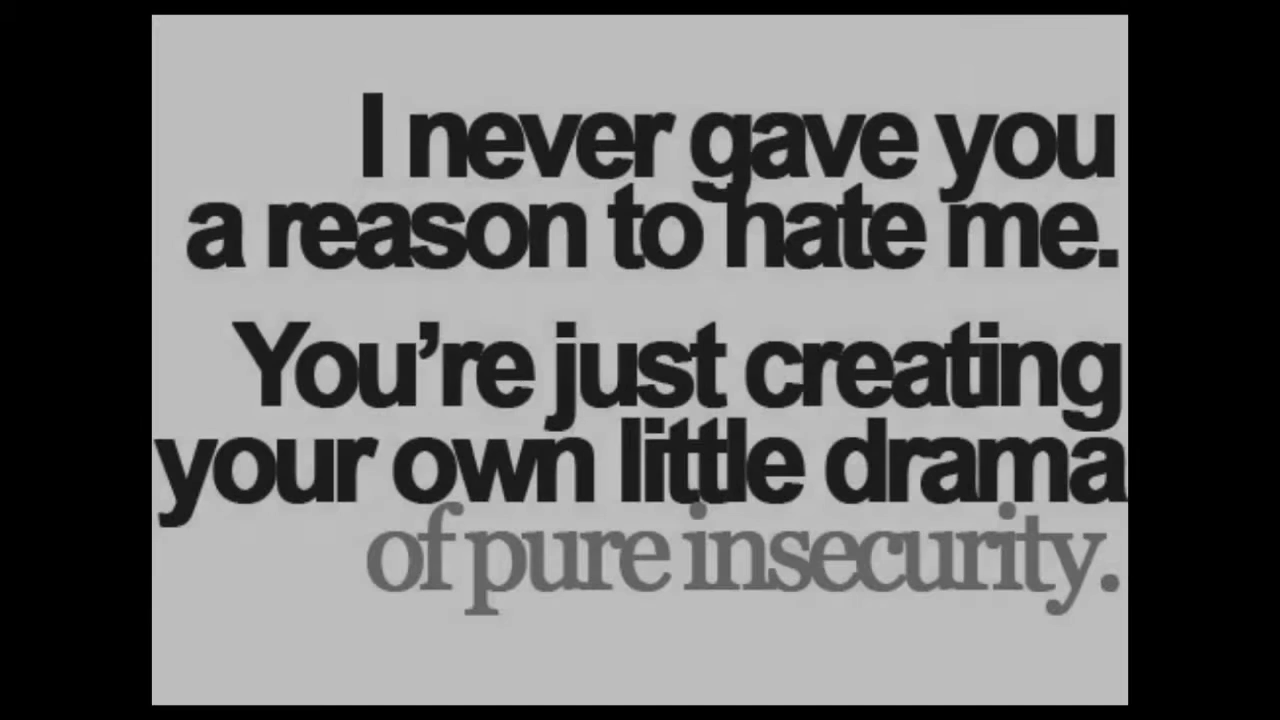 I never gave you
a reason to hate me.
You’re just creating
your own little drama
of pure insecurity.